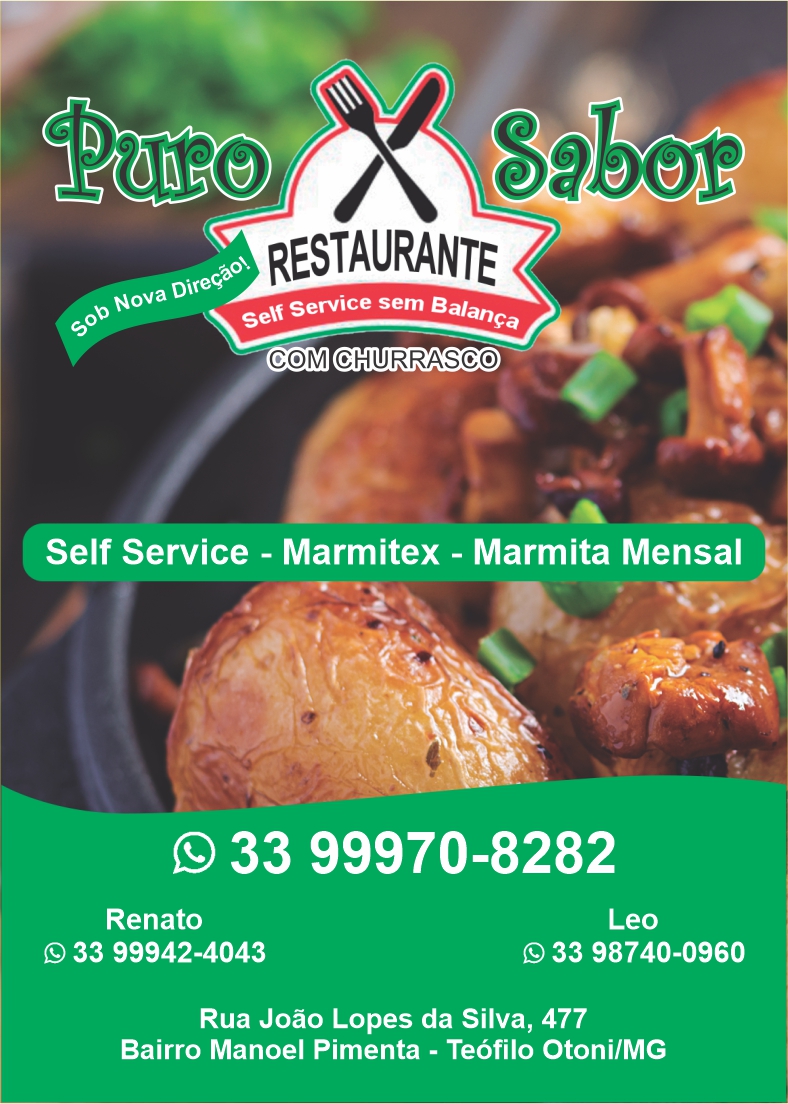 Puro Sabor
RESTAURANTE
Sob Nova Direção!
Self Service sem Balança
COM CHURRASCO
Self Service - Marmitex - Marmita Mensal
33 99970-8282
Renato
33 99942-4043
Leo
33 98740-0960
Rua João Lopes da Silva, 477
Bairro Manoel Pimenta - Teófilo Otoni/MG